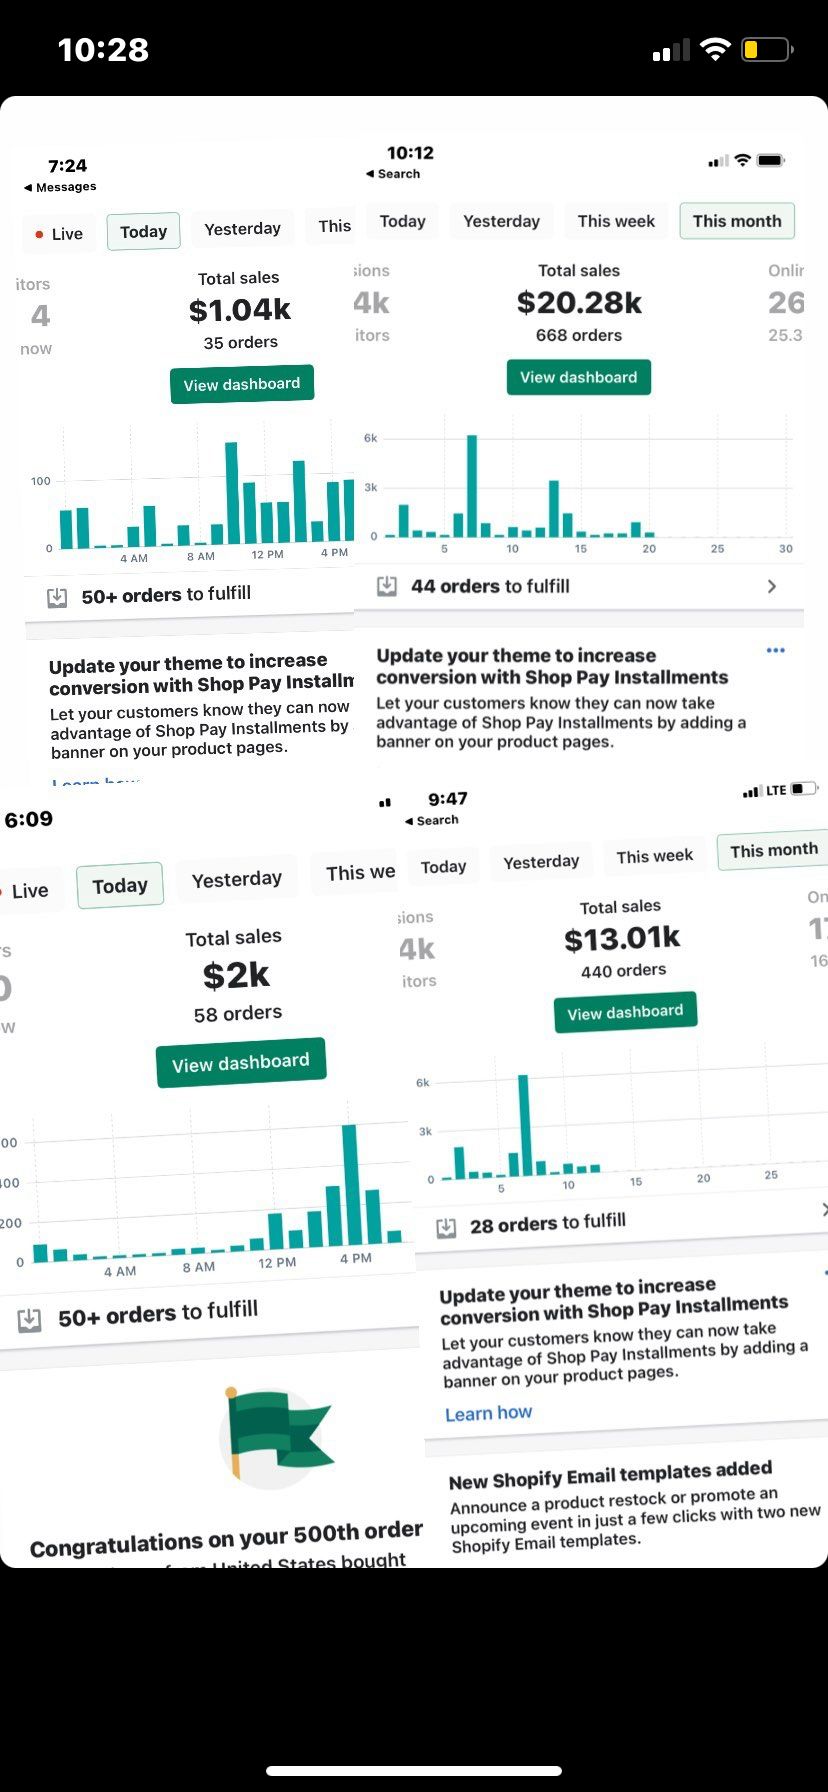 10:28
7:24
◄ Messages
Live
Today
Yesterday
This
itors
4
now
Total sales
$1.04k
35 orders
View dashboard
100
0
4 AM
8 AM
12 PM
4 PM
50+ orders to fulfill
Update your theme to increase
conversion with Shop Pay Installm
Let your customers know they can now
advantage of Shop Pay Installments by
banner on your product pages.
10:12
◄ Search
Today
Yesterday
This week
This month
sions
4k
itors
Total sales
$20.28k
668 orders
Onlin
26
25.3
View dashboard
6k
3k
0
5
10
15
20
25
30
44 orders to fulfill
Update your theme to increase
conversion with Shop Pay Installments
Let your customers know they can now take
advantage of Shop Pay Installments by adding a
banner on your product pages.
6:09
Live
Today
Yesterday
This we
Total sales
$2k
58 orders
View dashboard
00
400
200
0
4 AM
8 AM
12 PM
4 PM
50+ orders to fulfill
Congratulations on your 500th order
from United States bought
9:47
LTE
◄ Search
Today
Yesterday
This week
This month
sions
4k
itors
Total sales
$13.01k
440 orders
On
17
16
View dashboard
6k
3k
0
5
10
15
20
25
28 orders to fulfill
Update your theme to increase
conversion with Shop Pay Installments
Let your customers know they can now take
advantage of Shop Pay Installments by adding a
banner on your product pages.
Learn how
New Shopify Email templates added
Announce a product restock or promote an
upcoming event in just a few clicks with two new
Shopify Email templates.